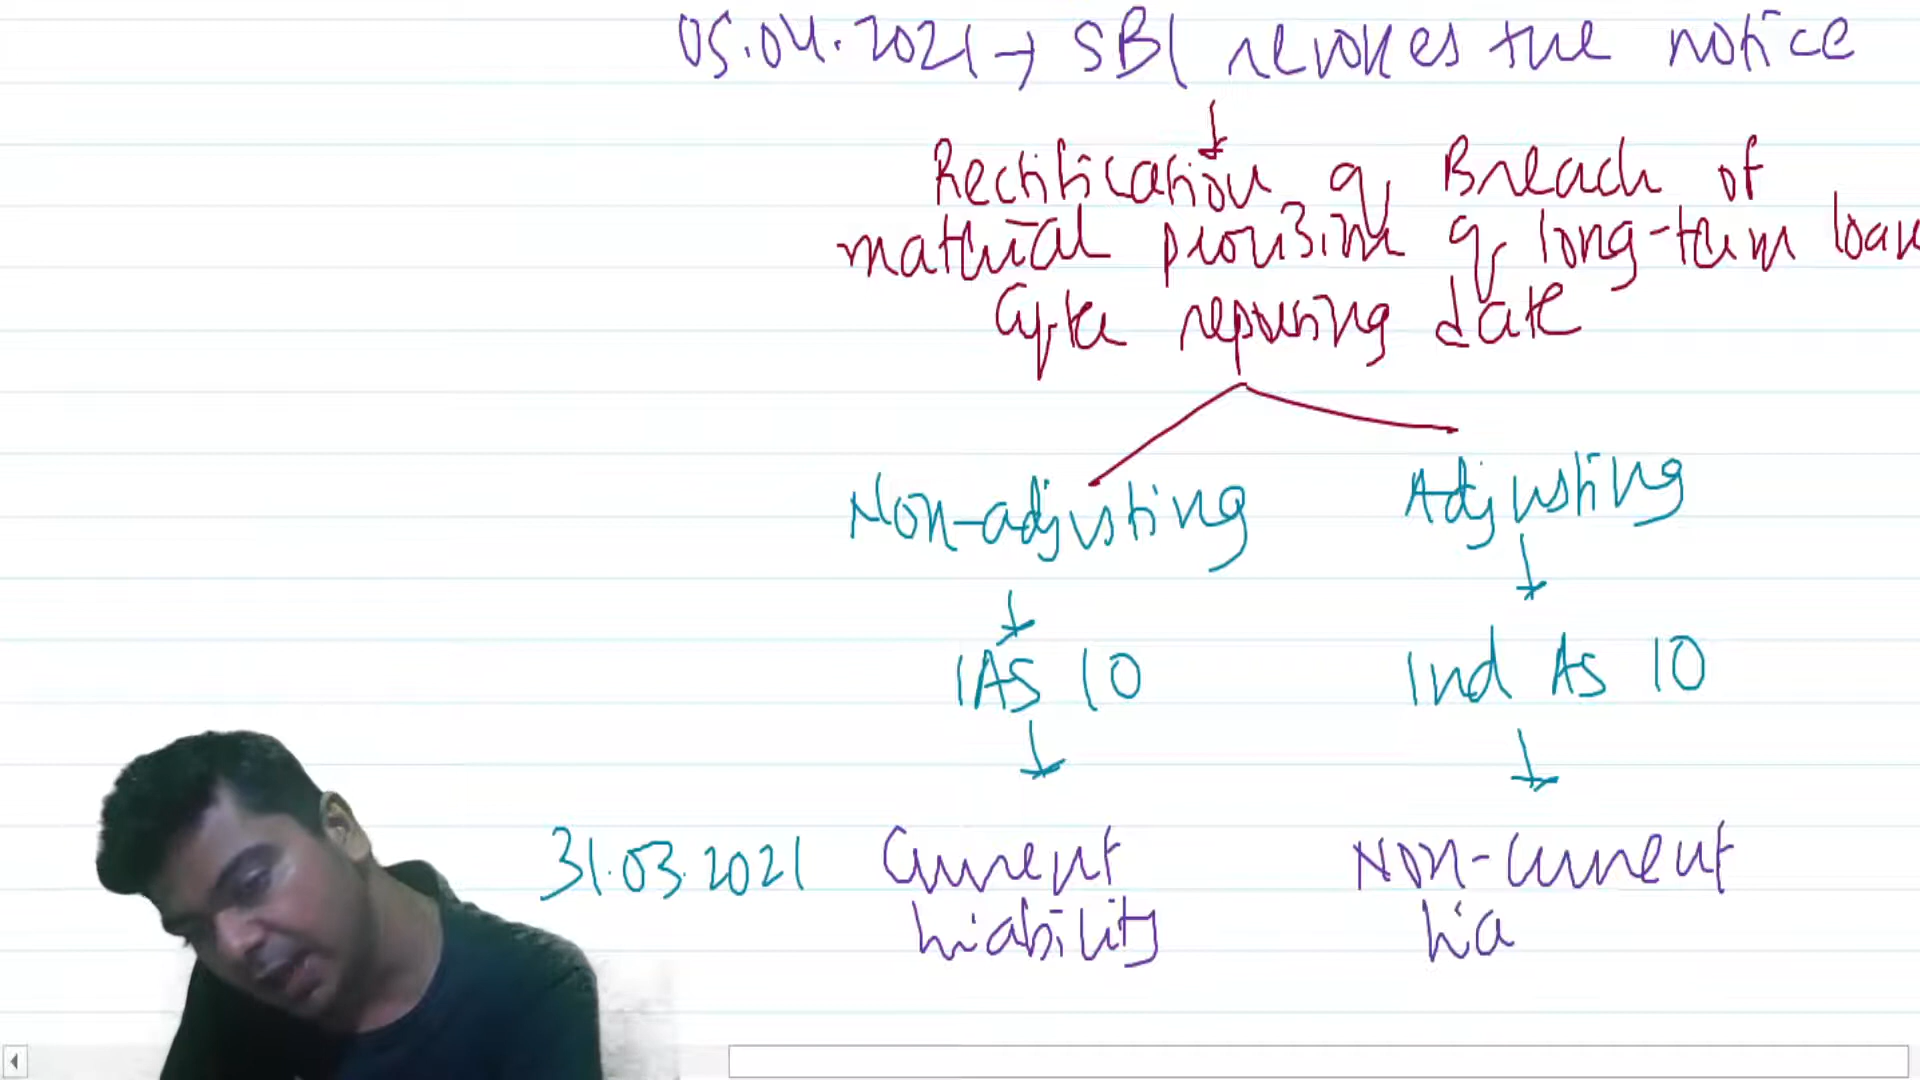 05.04.2021 → SBI revokes the notice
↓
Rectification of Breach of
material provision of long-term loan
after reporting date
Non-adjusting Adjusting
↓ ↓
IAS 10 Ind AS 10
↓ ↓
31.03.2021 Current Non-current
Liability Lia